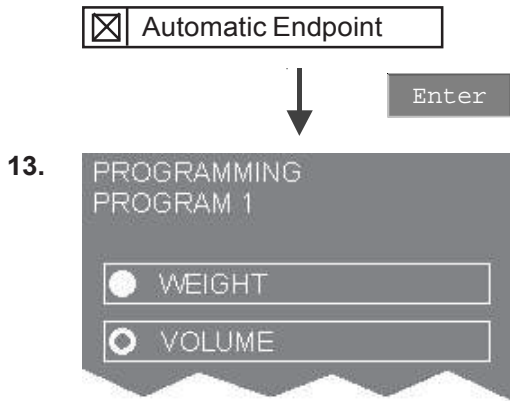 Automatic Endpoint
Enter
13.
PROGRAMMING
PROGRAM 1
WEIGHT
VOLUME